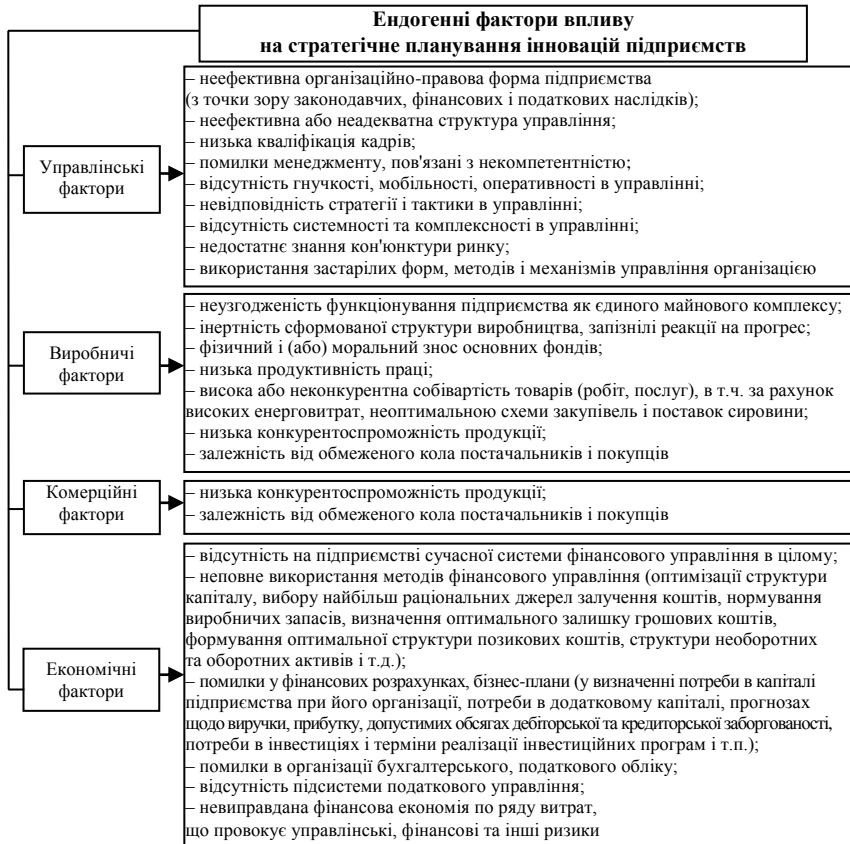 Ендогенні фактори впливу
на стратегічне планування інновацій підприємств
Управлінські
фактори
– неефективна організаційно-правова форма підприємства
(з точки зору законодавчих, фінансових і податкових наслідків);
– неефективна або неадекватна структура управління;
– низька кваліфікація кадрів;
– помилки менеджменту, пов'язані з некомпетентністю;
– відсутність гнучкості, мобільності, оперативності в управлінні;
– невідповідність стратегії і тактики в управлінні;
– відсутність системності та комплексності в управлінні;
– недостатнє знання кон'юнктури ринку;
– використання застарілих форм, методів і механізмів управління організацією
Виробничі
фактори
– неузгодженість функціонування підприємства як єдиного майнового комплексу;
– інертність сформованої структури виробництва, запізнілі реакції на прогрес;
– фізичний і (або) моральний знос основних фондів;
– низька продуктивність праці;
– висока або неконкурентна собівартість товарів (робіт, послуг), в т.ч. за рахунок
високих енерговитрат, неоптимальною схеми закупівель і поставок сировини;
– низька конкурентоспроможність продукції;
– залежність від обмеженого кола постачальників і покупців
Комерційні
фактори
– низька конкурентоспроможність продукції;
– залежність від обмеженого кола постачальників і покупців
Економічні
фактори
– відсутність на підприємстві сучасної системи фінансового управління в цілому;
– неповне використання методів фінансового управління (оптимізації структури
капіталу, вибору найбільш раціональних джерел залучення коштів, нормування
виробничих запасів, визначення оптимального залишку грошових коштів,
формування оптимальної структури позикових коштів, структури необоротних
та оборотних активів і т.д.);
– помилки у фінансових розрахунках, бізнес-плани (у визначенні потреби в капіталі
підприємства при його організації, потреби в додатковому капіталі, прогнозах
щодо виручки, прибутку, допустимих обсягах дебіторської та кредиторської заборгованості,
потреби в інвестиціях і терміни реалізації інвестиційних програм і т.п.);
– помилки в організації бухгалтерського, податкового обліку;
– відсутність підсистеми податкового управління;
– невиправдана фінансова економія по ряду витрат,
що провокує управлінські, фінансові та інші ризики